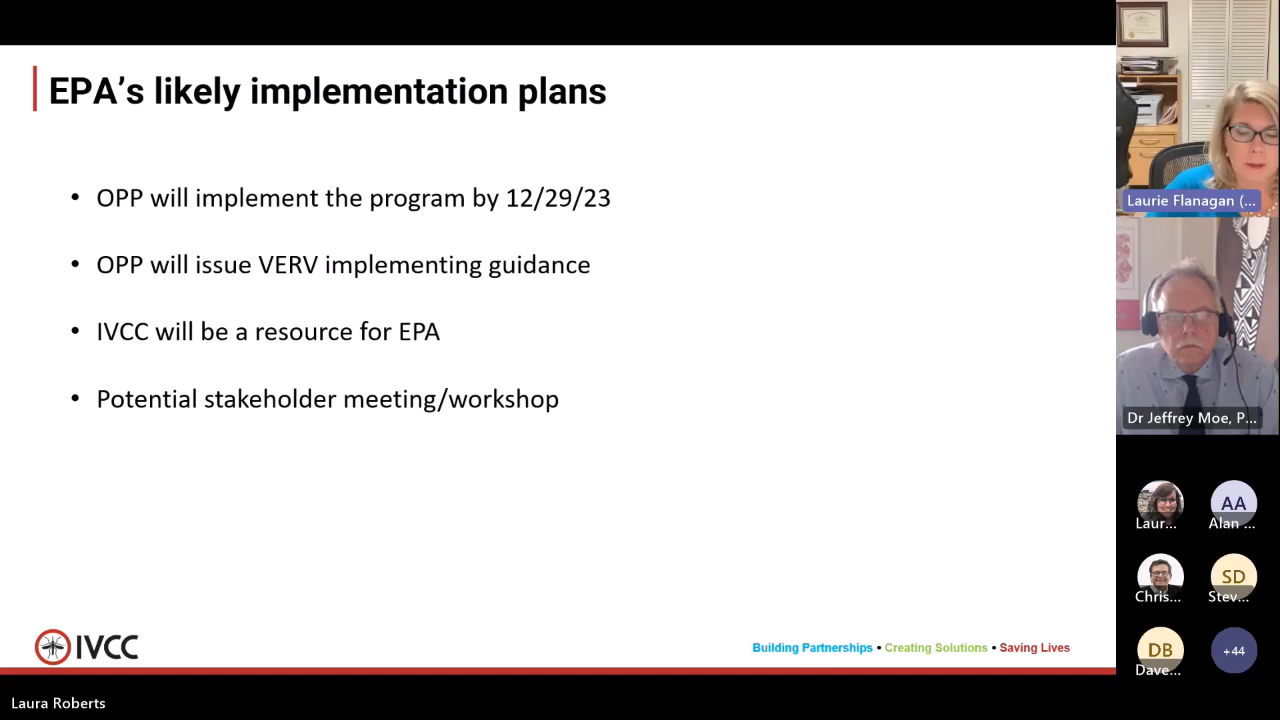 EPA’s likely implementation plans
• OPP will implement the program by 12/29/23
• OPP will issue VERV implementing guidance
• IVCC will be a resource for EPA
• Potential stakeholder meeting/workshop
IVCC
Building Partnerships • Creating Solutions • Saving Lives
Laura Roberts
Laurie Flanagan (...
Dr Jeffrey Moe, P...
Laur...
AA
Alan ...
Chris...
SD
Stev...
DB
Dave...
+44